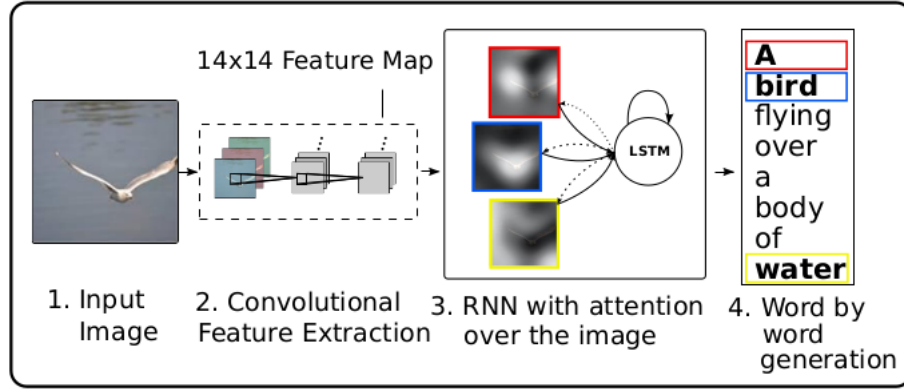 14x14 Feature Map
LSTM
A
bird
flying
over
a
body
of
water
1. Input
Image
2. Convolutional
Feature Extraction
3. RNN with attention
over the image
4. Word by
word
generation